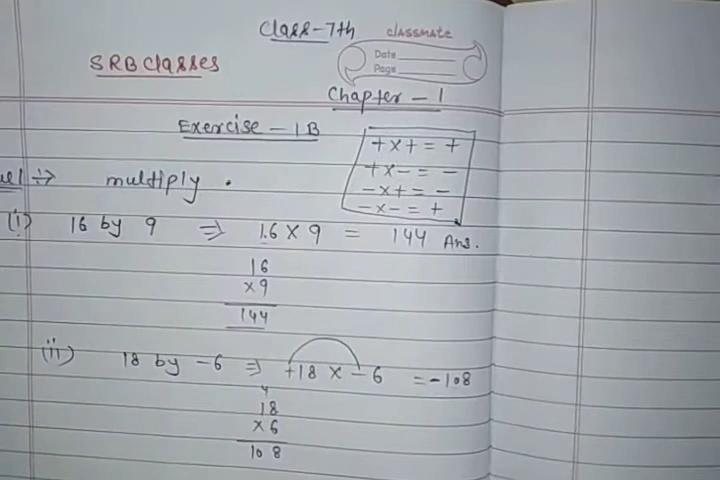 Class-7th
classmate
Date
Page
SRB Classes
Chapter - 1
Exercise - 1B
+ x + = +
+ x - = -
- x + = -
- x - = +
multiply .
(i) 16 by 9 ⇒ 16 x 9 = 144 Ans.
16
x9
144
(ii) 18 by -6 ⇒ +18 x -6 = -108
4
18
x 6
108